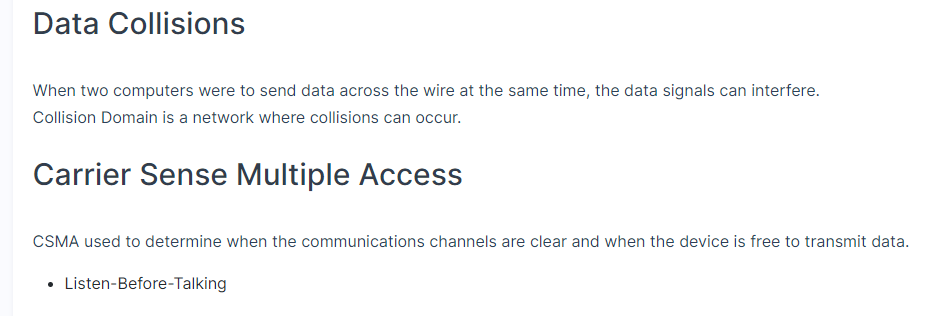 Data Collisions
When two computers were to send data across the wire at the same time, the data signals can interfere.
Collision Domain is a network where collisions can occur.
Carrier Sense Multiple Access
CSMA used to determine when the communications channels are clear and when the device is free to transmit data.
• Listen-Before-Talking